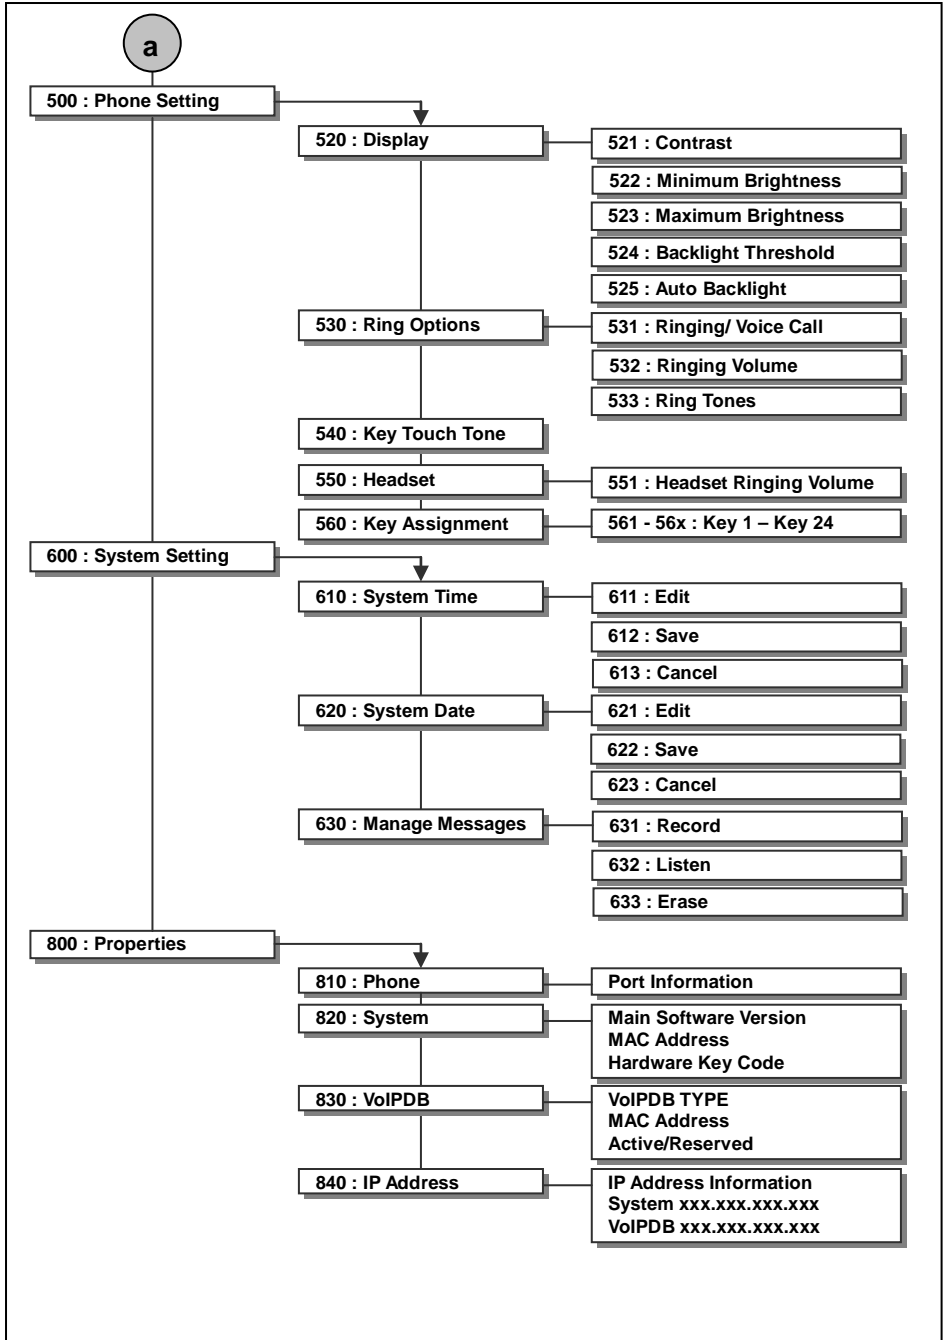 a
500 : Phone Setting
520 : Display
521 : Contrast
522 : Minimum Brightness
523 : Maximum Brightness
524 : Backlight Threshold
525 : Auto Backlight
530 : Ring Options
531 : Ringing/ Voice Call
532 : Ringing Volume
533 : Ring Tones
540 : Key Touch Tone
550 : Headset
551 : Headset Ringing Volume
560 : Key Assignment
561 - 56x : Key 1 – Key 24
600 : System Setting
610 : System Time
611 : Edit
612 : Save
613 : Cancel
620 : System Date
621 : Edit
622 : Save
623 : Cancel
630 : Manage Messages
631 : Record
632 : Listen
633 : Erase
800 : Properties
810 : Phone
Port Information
820 : System
Main Software Version
MAC Address
Hardware Key Code
830 : VoIPDB
VoIPDB TYPE
MAC Address
Active/Reserved
840 : IP Address
IP Address Information
System xxx.xxx.xxx.xxx
VoIPDB xxx.xxx.xxx.xxx